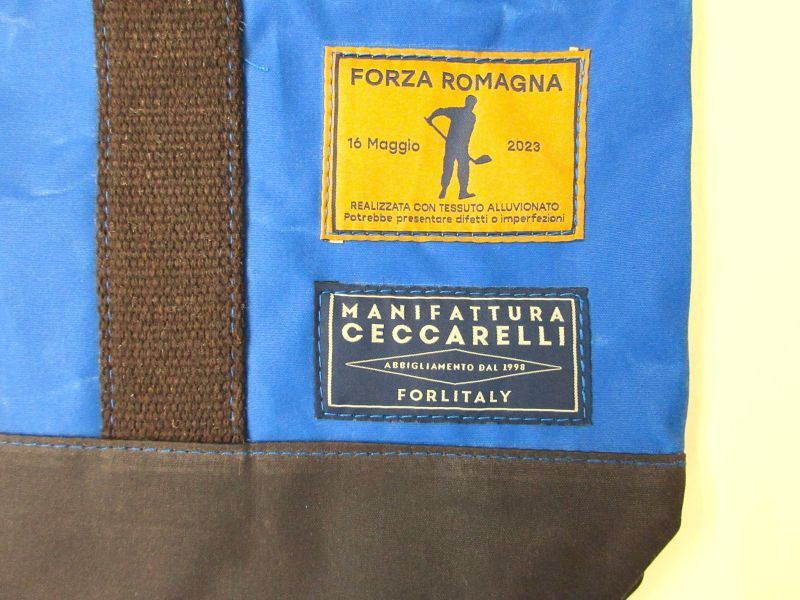 FORZA ROMAGNA
16 Maggio 2023
REALIZZATA CON TESSUTO ALLUVIONATO
Potrebbe presentare difetti o imperfezioni
MANIFATTURA
CECCARELLI
ABBIGLIAMENTO DAL 1998
FORLITALY